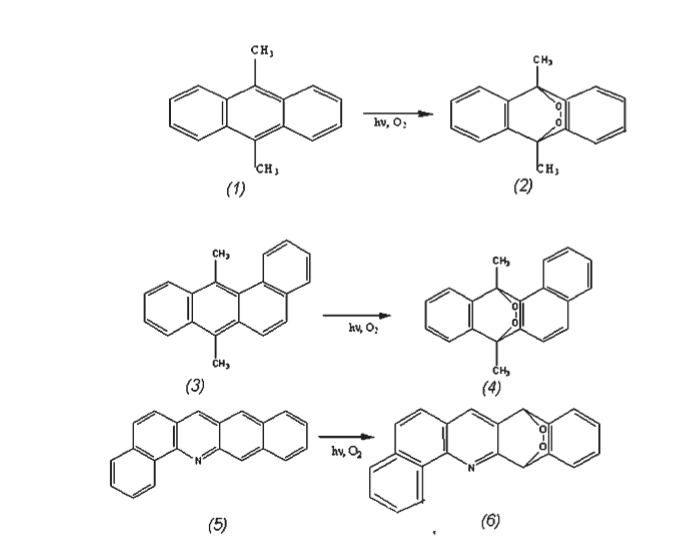 CH3 CH3
O
hν, O2 O
CH3 CH3
(1) (2)
CH3 CH3
O
hν, O2 O
CH3 CH3
(3) (4)
O
hν, O2 O
N N
(5) (6)